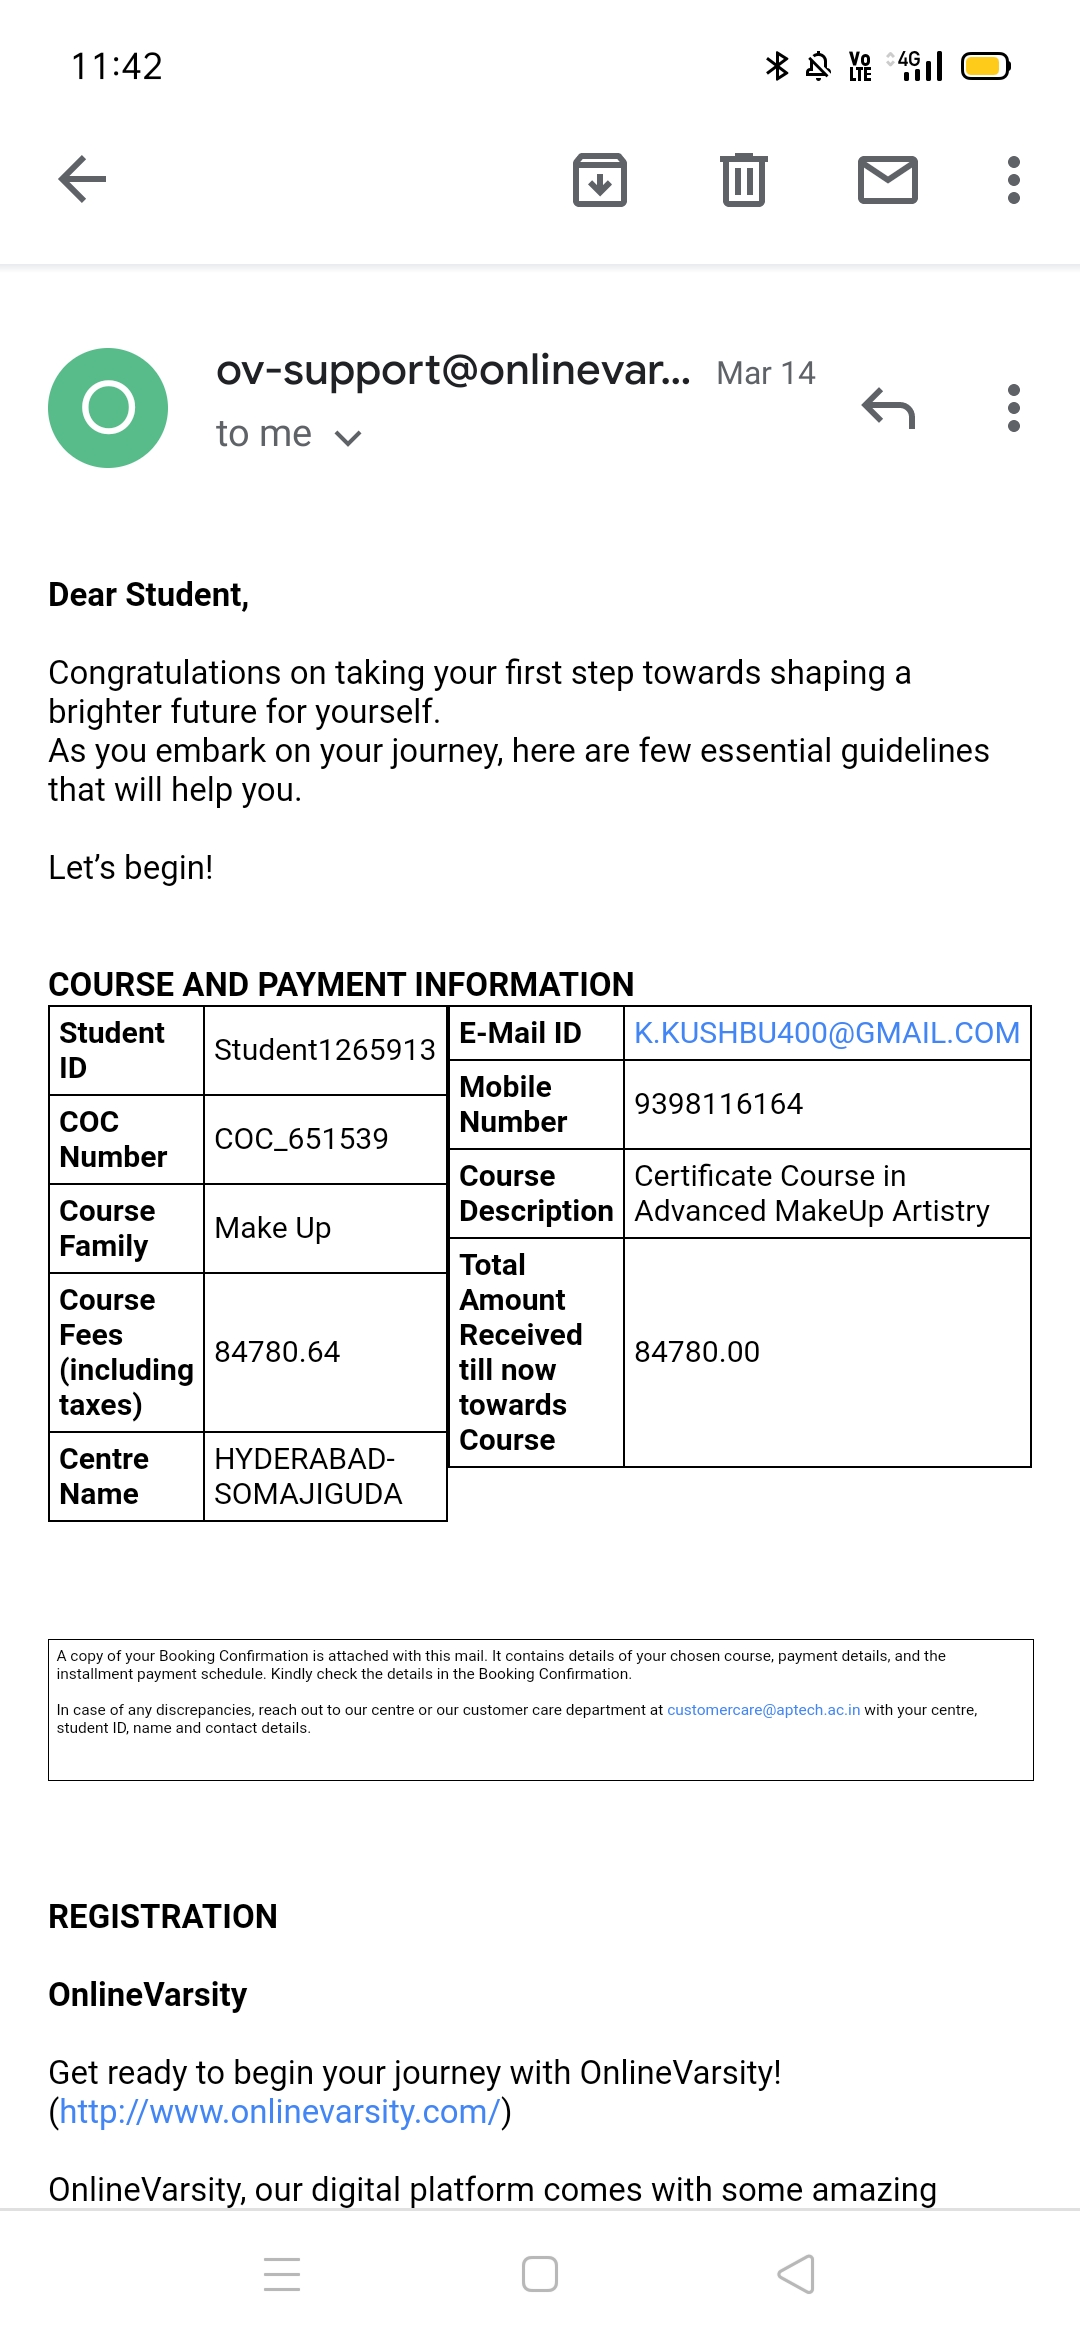 11:42
Vo
LTE
4G
O
ov-support@onlinevar... Mar 14
to me
Dear Student,
Congratulations on taking your first step towards shaping a
brighter future for yourself.
As you embark on your journey, here are few essential guidelines
that will help you.
Let's begin!
COURSE AND PAYMENT INFORMATION
Student
ID
Student1265913
COC
Number
COC_651539
Course
Family
Make Up
Course
Fees
(including
taxes)
84780.64
Centre
Name
HYDERABAD-
SOMAJIGUDA
E-Mail ID
K.KUSHBU400@GMAIL.COM
Mobile
Number
9398116164
Course
Description
Certificate Course in
Advanced MakeUp Artistry
Total
Amount
Received
till now
towards
Course
84780.00
A copy of your Booking Confirmation is attached with this mail. It contains details of your chosen course, payment details, and the
installment payment schedule. Kindly check the details in the Booking Confirmation.
In case of any discrepancies, reach out to our centre or our customer care department at customercare@aptech.ac.in with your centre,
student ID, name and contact details.
REGISTRATION
OnlineVarsity
Get ready to begin your journey with OnlineVarsity!
(http://www.onlinevarsity.com/)
OnlineVarsity, our digital platform comes with some amazing